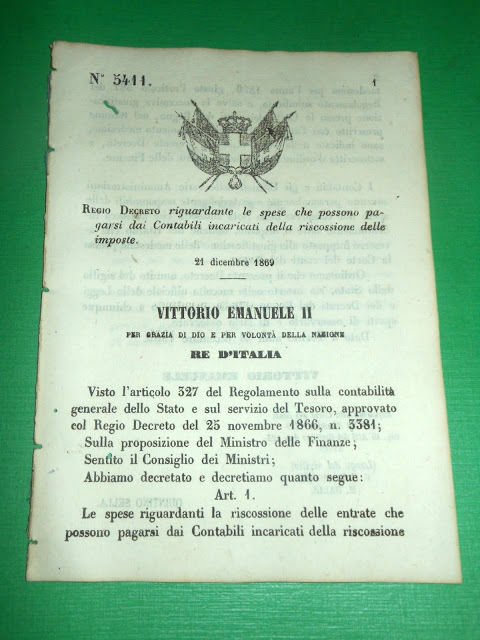 N° 5411.
1
REGIO DECRETO riguardante le spese che possono pa-
garsi dai Contabili incaricati della riscossione delle
imposte.
21 dicembre 1869
VITTORIO EMANUELE II
PER GRAZIA DI DIO E PER VOLONTÀ DELLA NAZIONE
RE D'ITALIA
Visto l'articolo 327 del Regolamento sulla contabilità
generale dello Stato e sul servizio del Tesoro, approvato
col Regio Decreto del 25 novembre 1866, n. 3381;
Sulla proposizione del Ministro delle Finanze;
Sentito il Consiglio dei Ministri;
Abbiamo decretato e decretiamo quanto segue:
Art. 1.
Le spese riguardanti la riscossione delle entrate che
possono pagarsi dai Contabili incaricati della riscossione